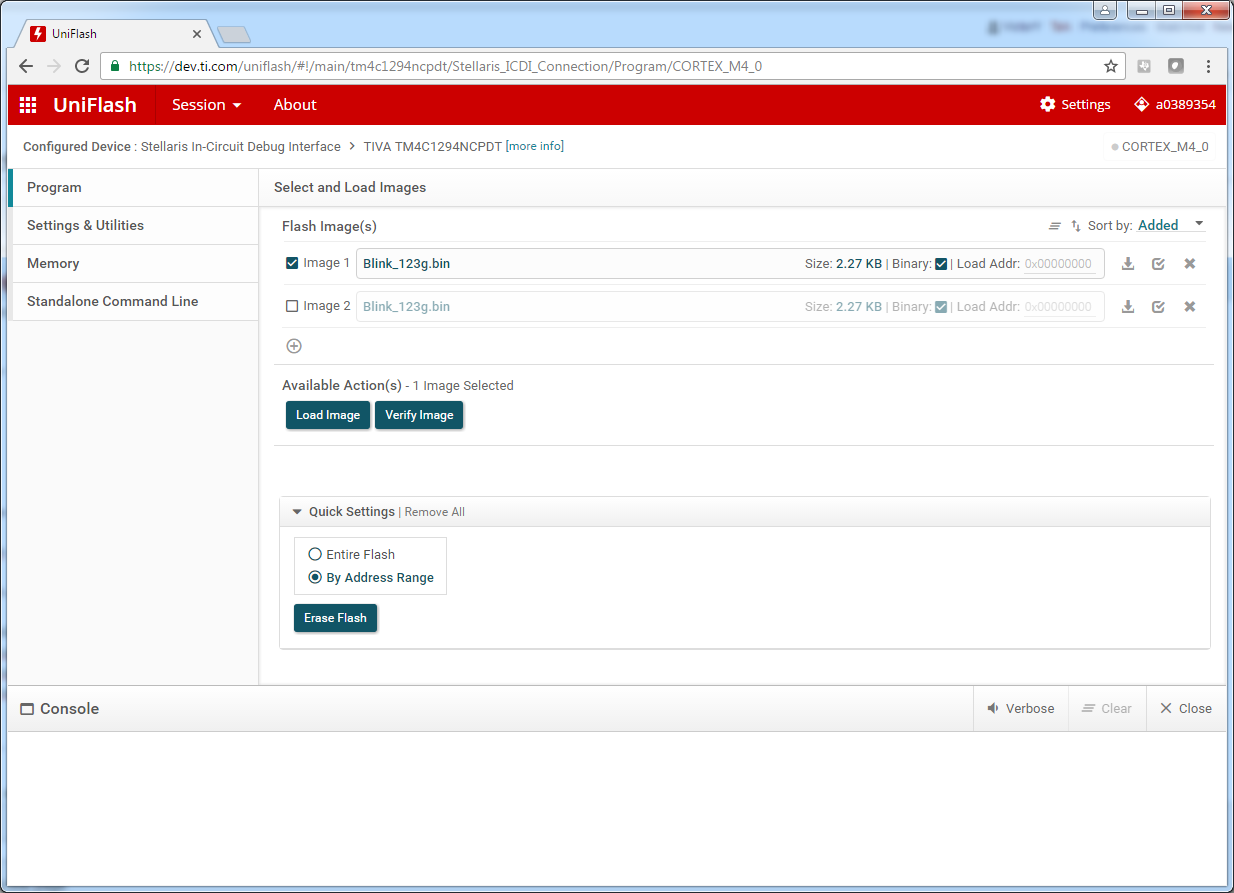 UniFlash
https://dev.ti.com/uniflash/#!/main/tm4c1294ncpdt/Stellaris_ICDI_Connection/Program/CORTEX_M4_0
UniFlash Session About Settings a0389354
Configured Device : Stellaris In-Circuit Debug Interface > TIVA TM4C1294NCPDT [more info] CORTEX_M4_0
Program
Settings & Utilities
Memory
Standalone Command Line
Select and Load Images
Flash Image(s) Sort by: Added
Image 1 Blink_123g.bin Size: 2.27 KB | Binary: | Load Addr: 0x00000000
Image 2 Blink_123g.bin Size: 2.27 KB | Binary: | Load Addr: 0x00000000
Available Action(s) - 1 Image Selected
Load Image Verify Image
Quick Settings | Remove All
Entire Flash
By Address Range
Erase Flash
Console Verbose Clear Close